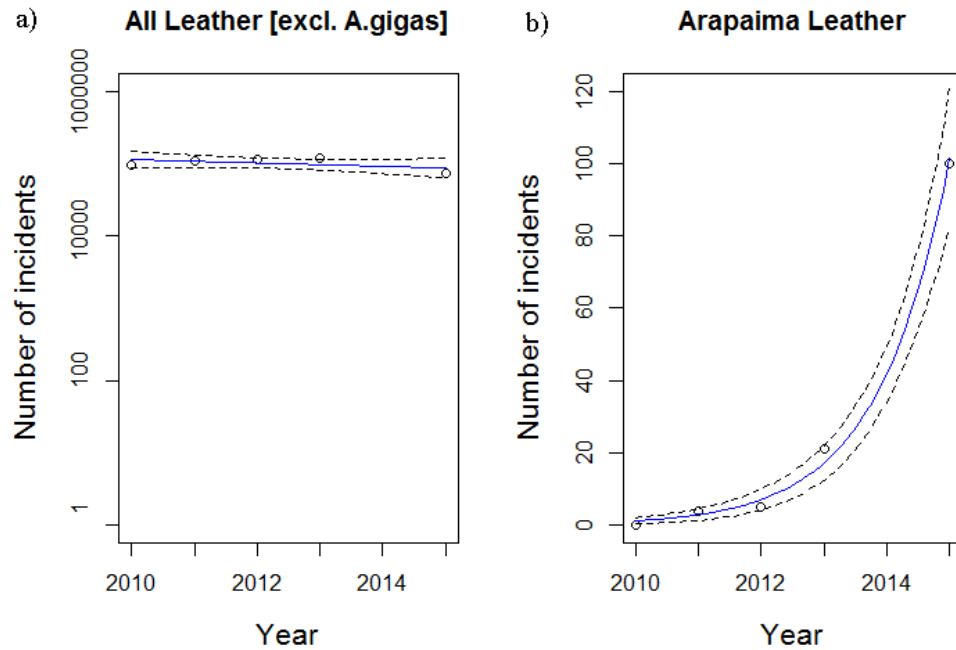 a)
All Leather [excl. A.gigas]
Number of incidents
1000000
10000
100
1
2010
2012
2014
Year
b)
Arapaima Leather
Number of incidents
120
100
80
60
40
20
0
2010
2012
2014
Year